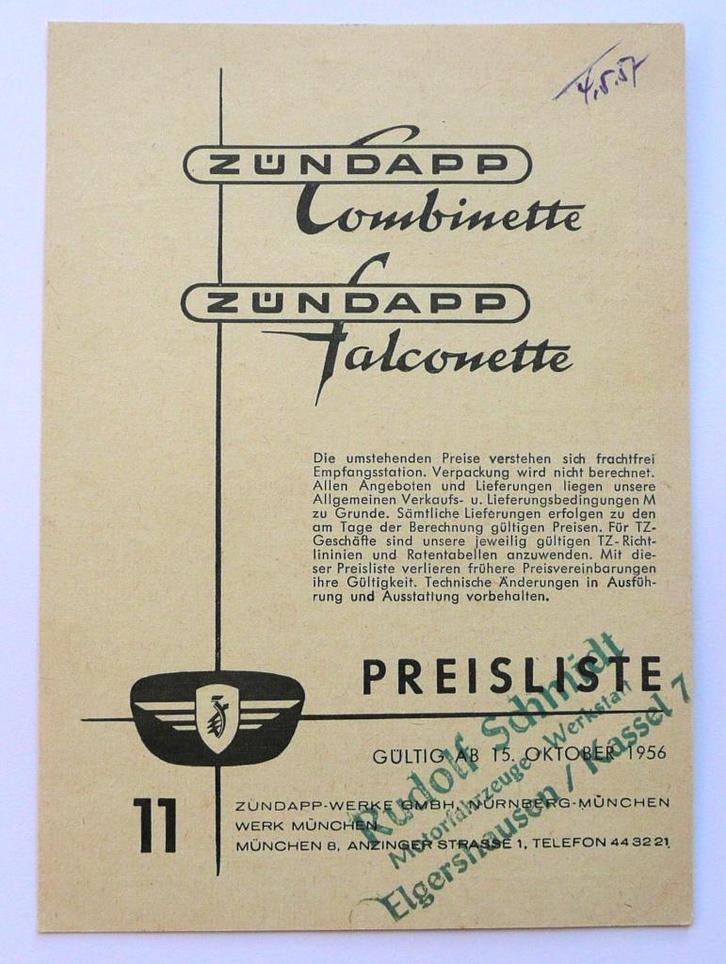 4.5.57
ZÜNDAPP
Combinette
ZÜNDAPP
Falconette
Die umstehenden Preise verstehen sich frachtfrei
Empfangsstation. Verpackung wird nicht berechnet.
Allen Angeboten und Lieferungen liegen unsere
Allgemeinen Verkaufs- u. Lieferungsbedingungen M
zu Grunde. Sämtliche Lieferungen erfolgen zu den
am Tage der Berechnung gültigen Preisen. Für TZ-
Geschäfte sind unsere jeweilig gültigen TZ-Richt-
lininien und Ratentabellen anzuwenden. Mit die-
ser Preisliste verlieren frühere Preisvereinbarungen
ihre Gültigkeit. Technische Änderungen in Ausfüh-
rung und Ausstattung vorbehalten.
PREISLISTE
GÜLTIG AB 15. OKTOBER 1956
11
ZÜNDAPP-WERKE GMBH, NÜRNBERG-MÜNCHEN
WERK MÜNCHEN
MÜNCHEN 8, ANZINGER STRASSE 1, TELEFON 44 32 21
Rudolf Schmidt
Motorfahrzeuge - Werkstatt
Elgershausen / Kassel 7